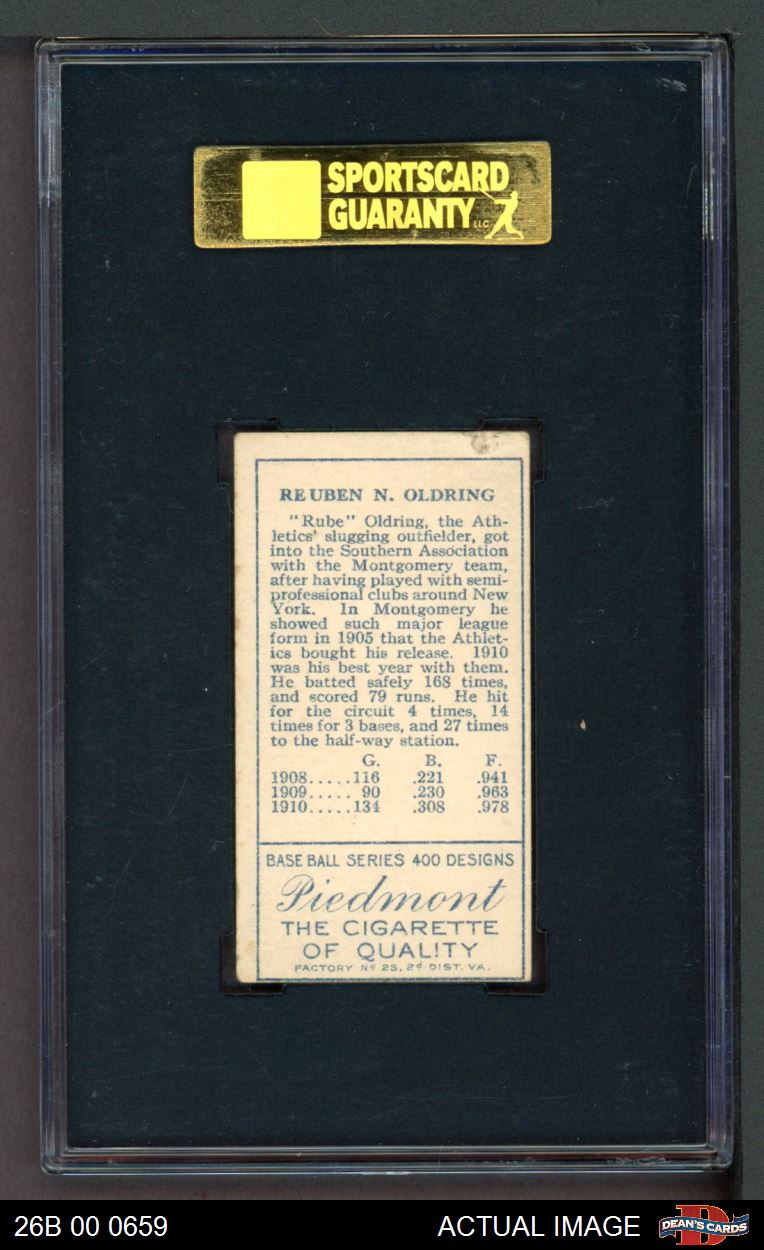 SPORTSCARD
GUARANTY LLC
REUBEN N. OLDRING
"Rube" Oldring, the Ath-
letics' slugging outfielder, got
into the Southern Association
with the Montgomery team,
after having played with semi-
professional clubs around New
York. In Montgomery he
showed such major league
form in 1905 that the Athlet-
ics bought his release. 1910
was his best year with them.
He batted safely 168 times,
and scored 79 runs. He hit
for the circuit 4 times, 14
times for 3 bases, and 27 times
to the half-way station.
G. B. F.
1908.....116 .221 .941
1909..... 90 .230 .963
1910.....134 .308 .978
BASE BALL SERIES 400 DESIGNS
Piedmont
THE CIGARETTE
OF QUALITY
FACTORY Nº 25, 2d DIST. VA.
26B 00 0659 ACTUAL IMAGE DEAN'S CARDS